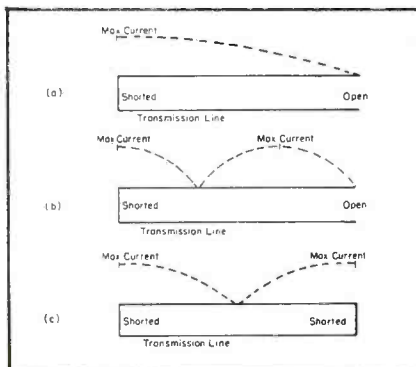 Max Current
(a)
Shorted Open
Transmission Line
Max Current Max Current
(b)
Shorted Open
Transmission Line
Max Current Max Current
(c)
Shorted Shorted
Transmission Line